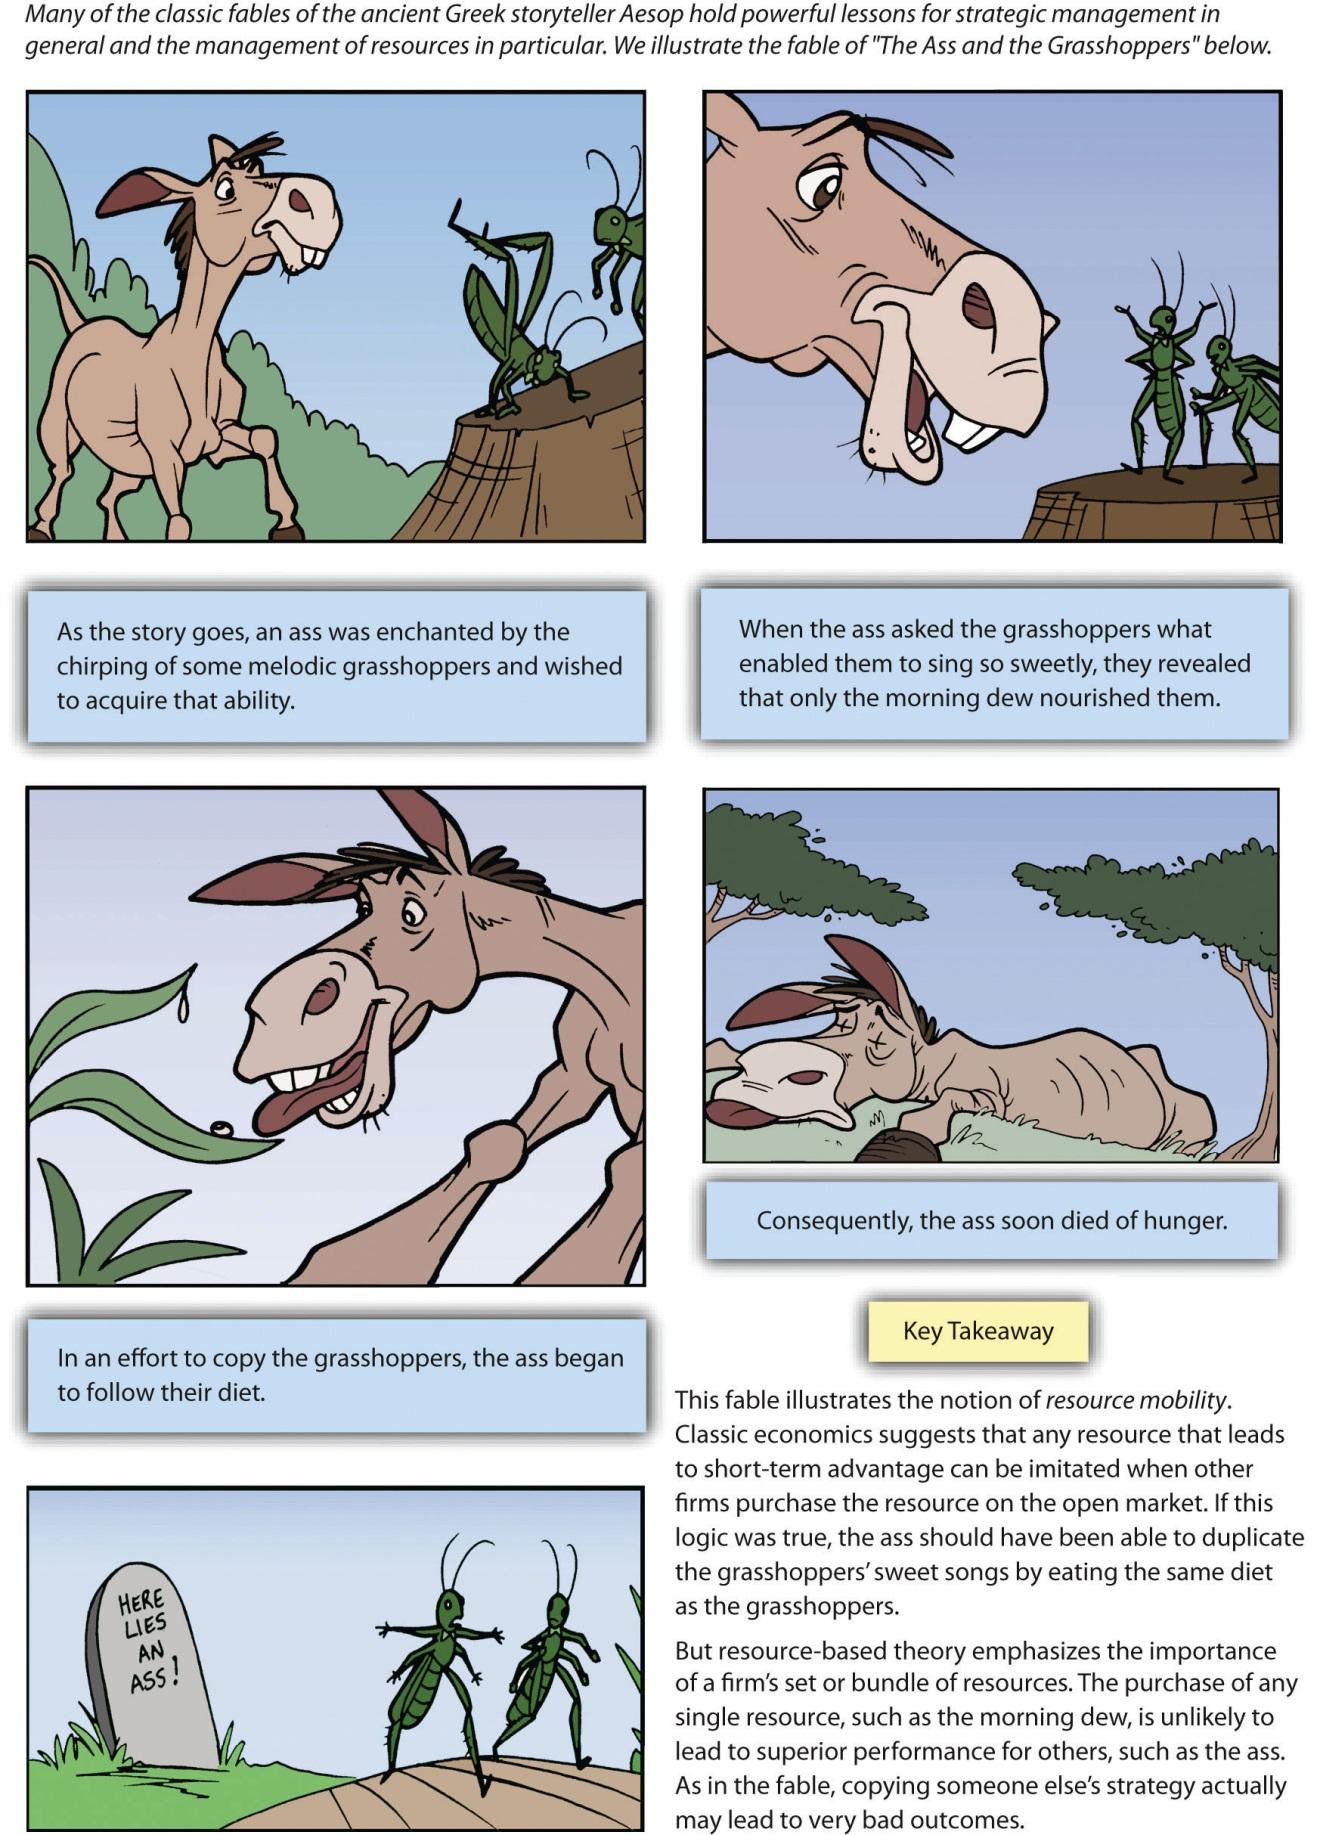 Many of the classic fables of the ancient Greek storyteller Aesop hold powerful lessons for strategic management in
general and the management of resources in particular. We illustrate the fable of "The Ass and the Grasshoppers" below.
As the story goes, an ass was enchanted by the
chirping of some melodic grasshoppers and wished
to acquire that ability.
When the ass asked the grasshoppers what
enabled them to sing so sweetly, they revealed
that only the morning dew nourished them.
In an effort to copy the grasshoppers, the ass began
to follow their diet.
Consequently, the ass soon died of hunger.
HERE
LIES
AN
ASS!
Key Takeaway
This fable illustrates the notion of resource mobility.
Classic economics suggests that any resource that leads
to short-term advantage can be imitated when other
firms purchase the resource on the open market. If this
logic was true, the ass should have been able to duplicate
the grasshoppers' sweet songs by eating the same diet
as the grasshoppers.
But resource-based theory emphasizes the importance
of a firm's set or bundle of resources. The purchase of any
single resource, such as the morning dew, is unlikely to
lead to superior performance for others, such as the ass.
As in the fable, copying someone else's strategy actually
may lead to very bad outcomes.